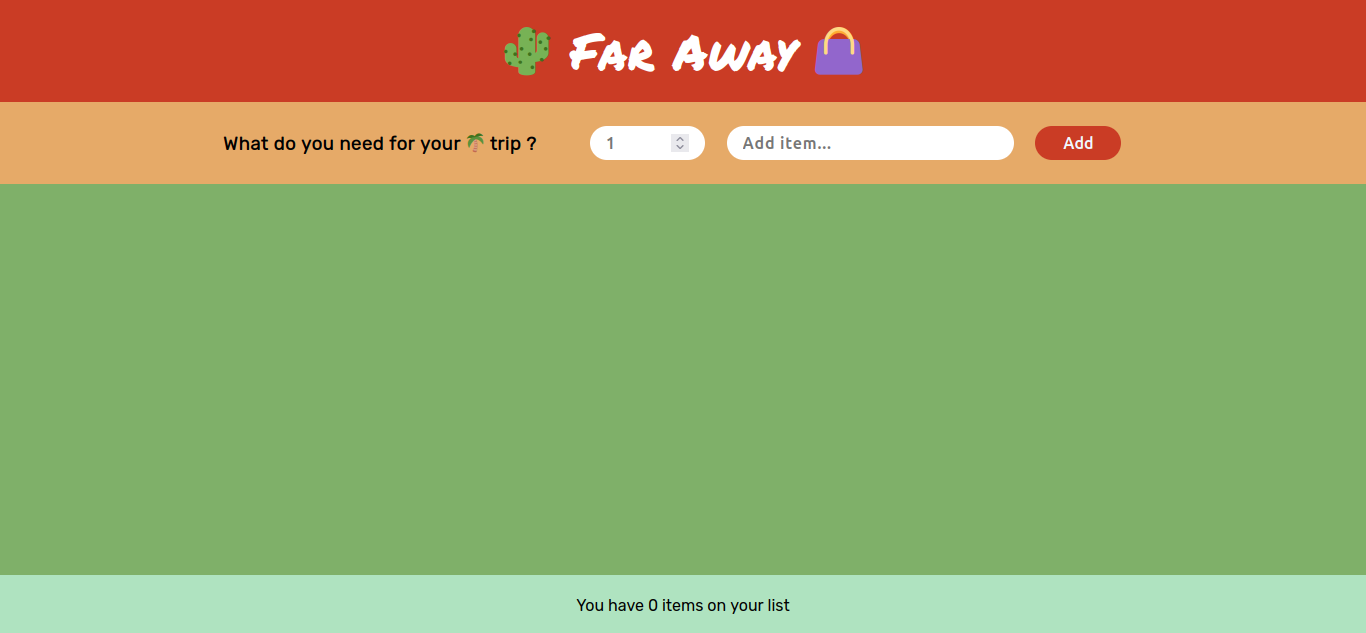 🌵 Far Away 👜
What do you need for your 🌴 trip ?
1
Add item...
Add
You have 0 items on your list